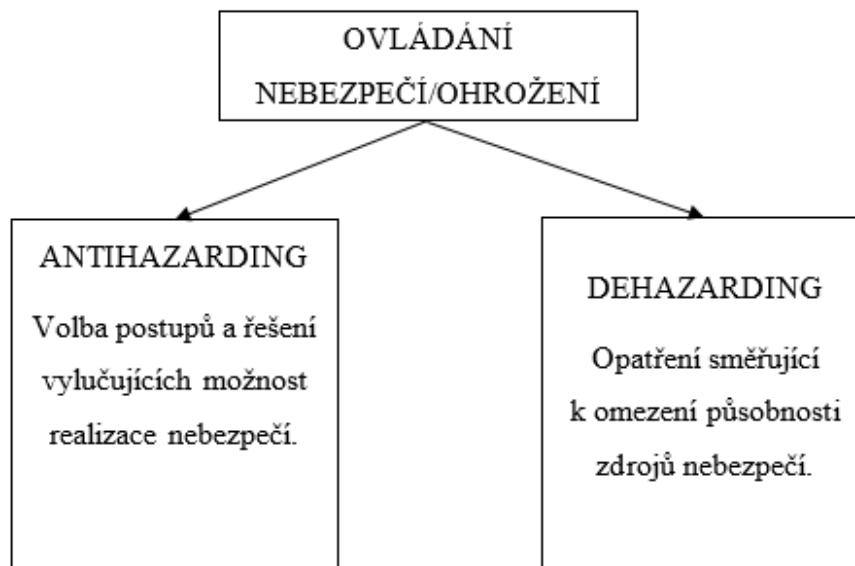 OVLÁDÁNÍ
NEBEZPEČÍ/OHROŽENÍ
ANTIHAZARDING
Volba postupů a řešení
vylučujících možnost
realizace nebezpečí.
DEHAZARDING
Opatření směřující
k omezení působnosti
zdrojů nebezpečí.